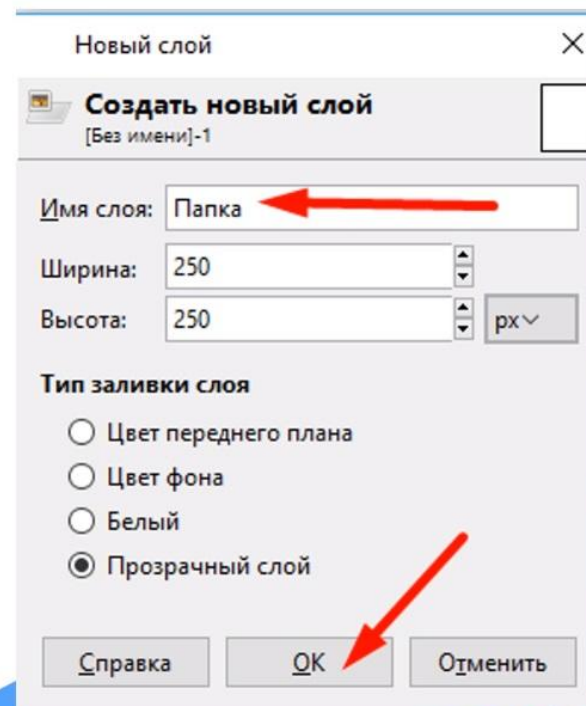 Новый слой
Создать новый слой
[Без имени]-1
Имя слоя: Папка
Ширина: 250
Высота: 250 px
Тип заливки слоя
Цвет переднего плана
Цвет фона
Белый
Прозрачный слой
Справка OK Отменить